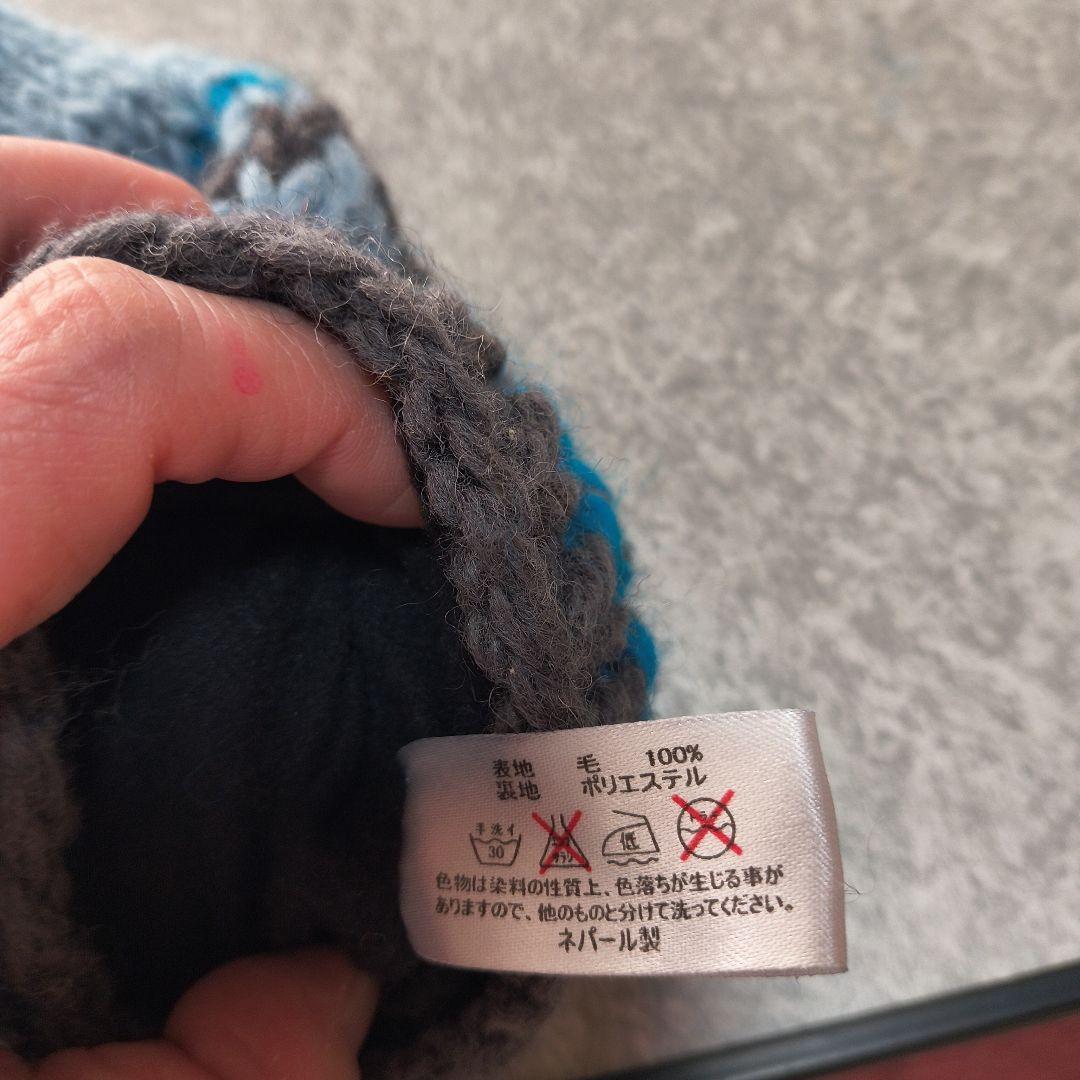 表地 毛 100%
裏地 ポリエステル
手洗イ
30
低
色物は染料の性質上、色落ちが生じる事が
ありますので、他のものと分けて洗ってください。
ネパール製